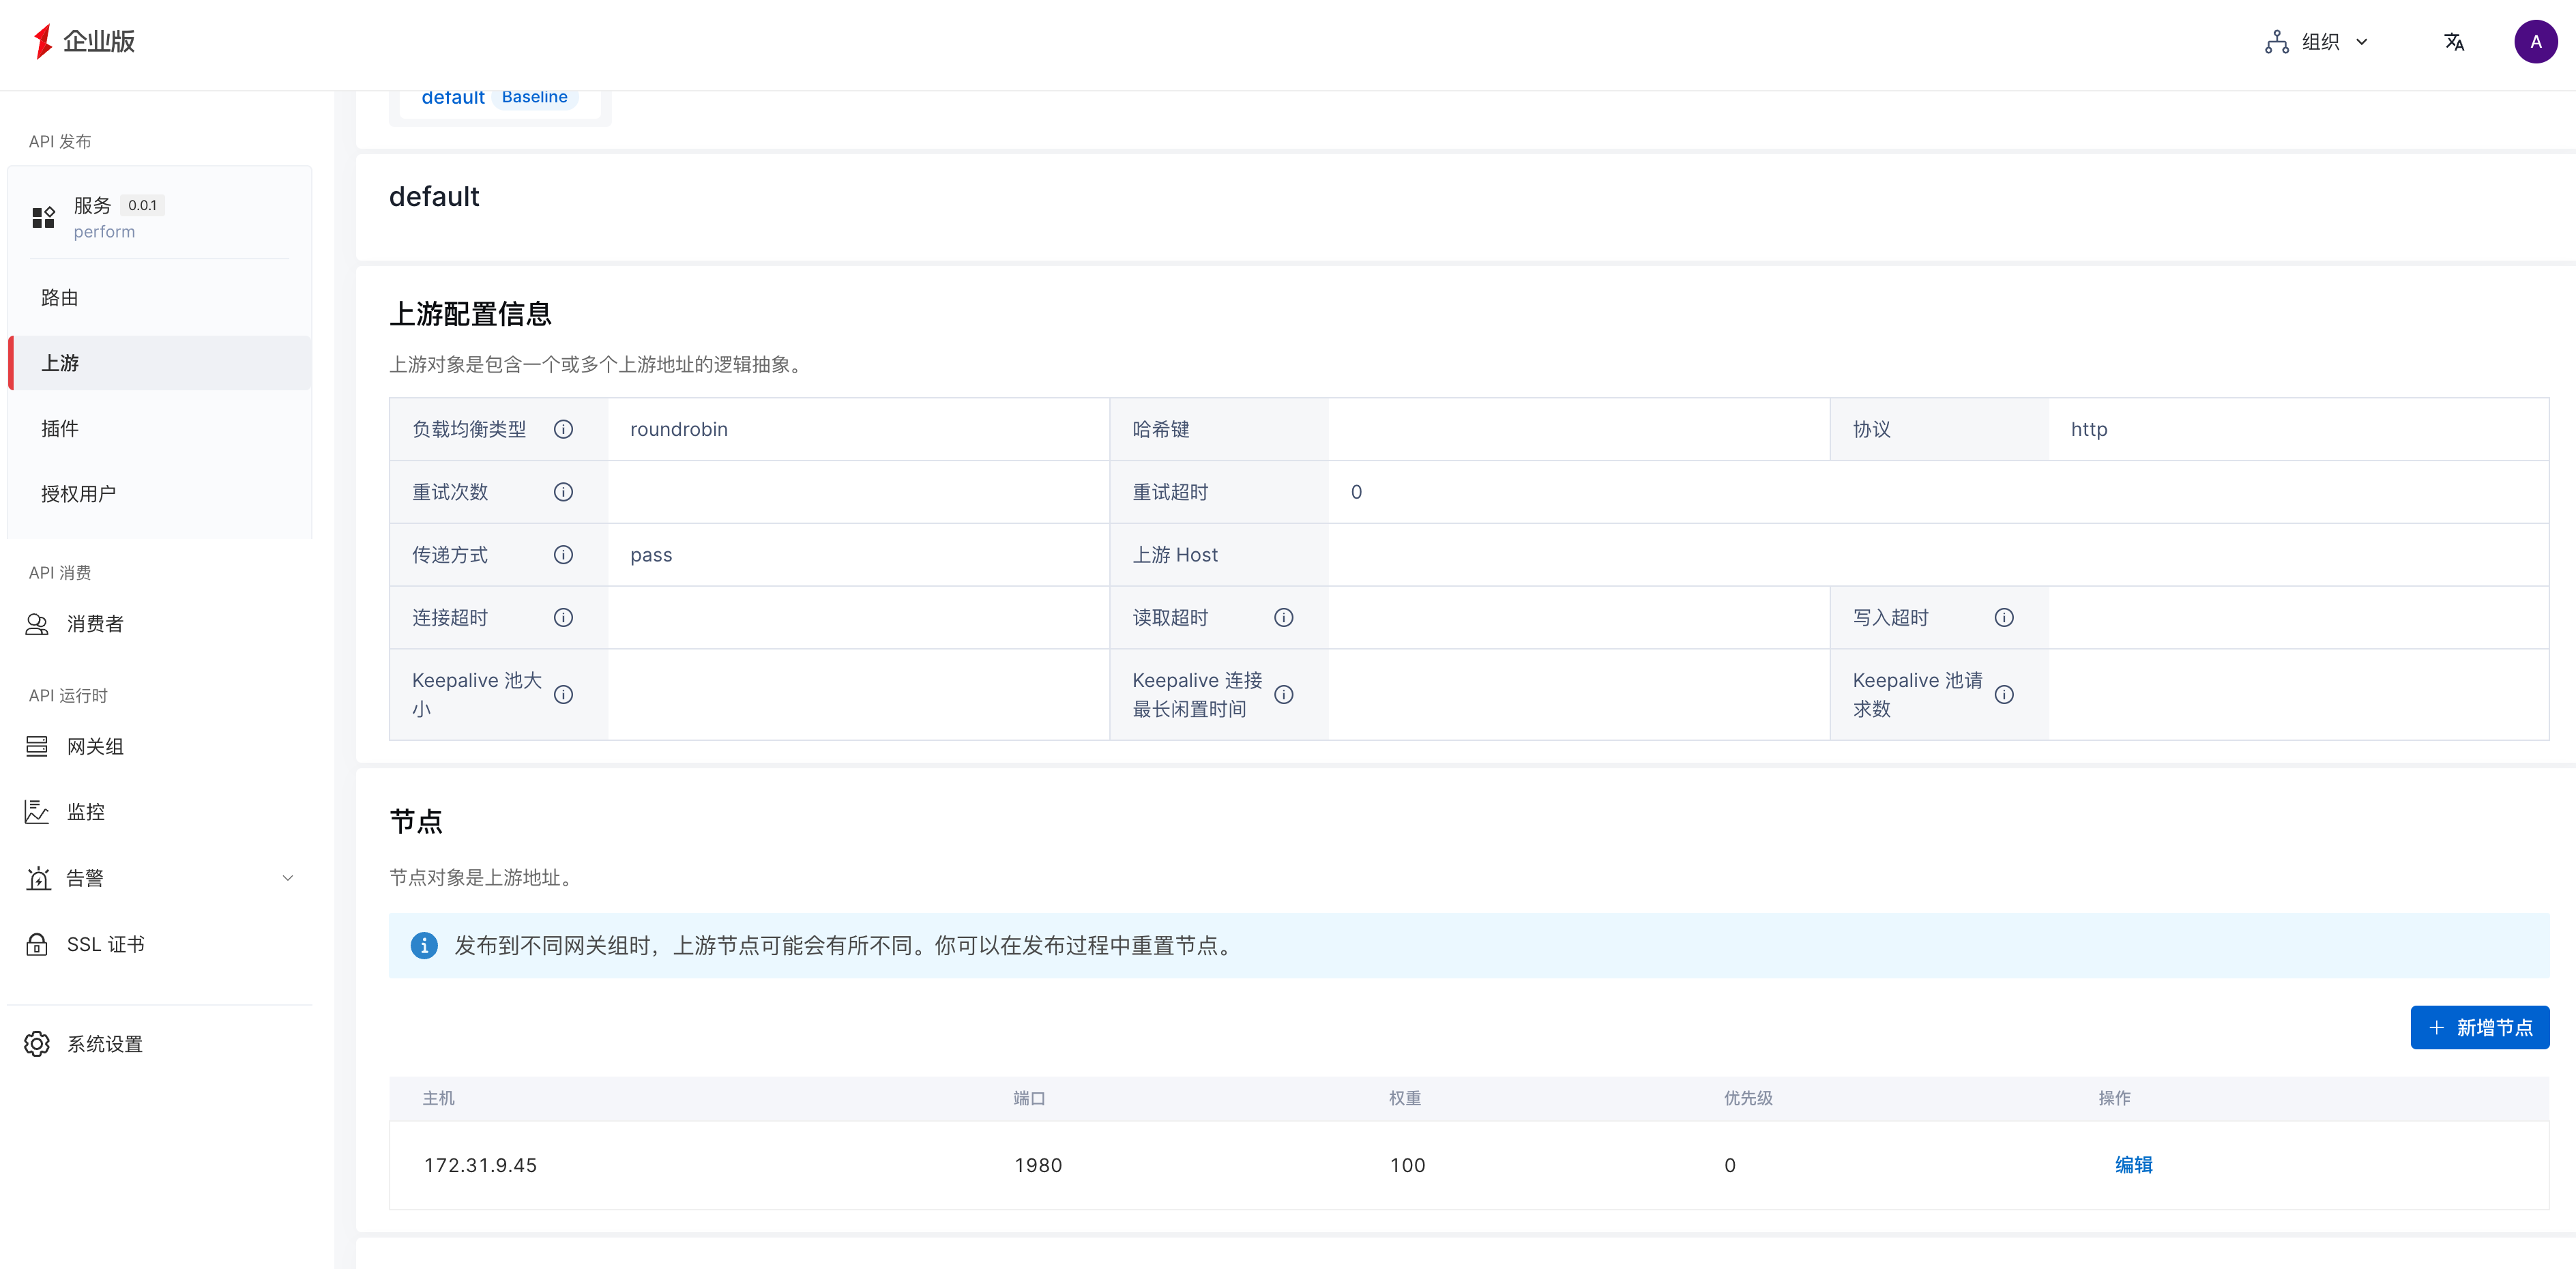 企业版
组织
A
API 发布
服务 0.0.1
perform
路由
上游
插件
授权用户
API 消费
消费者
API 运行时
网关组
监控
告警
SSL 证书
系统设置
default Baseline
default
上游配置信息
上游对象是包含一个或多个上游地址的逻辑抽象。
负载均衡类型 roundrobin 哈希键 协议 http
重试次数 重试超时 0
传递方式 pass 上游 Host
连接超时 读取超时 写入超时
Keepalive 池大
小
Keepalive 连接
最长闲置时间
Keepalive 池请
求数
节点
节点对象是上游地址。
发布到不同网关组时，上游节点可能会有所不同。你可以在发布过程中重置节点。
新增节点
主机 端口 权重 优先级 操作
172.31.9.45 1980 100 0 编辑